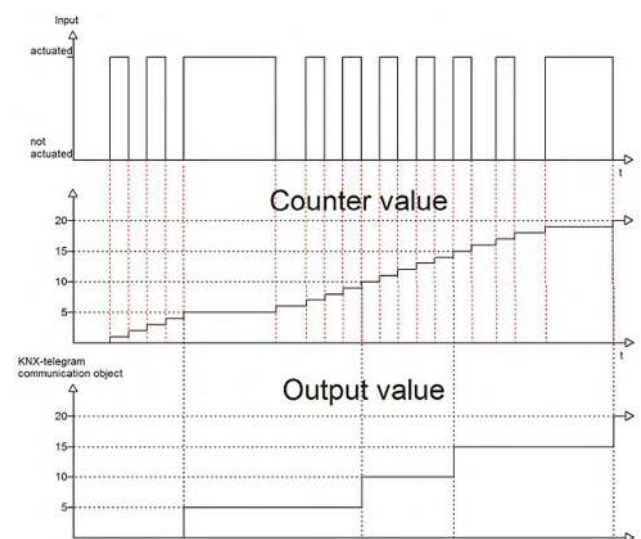 Input
actuated
not
actuated
t
Counter value
20
15
10
5
t
KNX-telegram
communication object
Output value
20
15
10
5